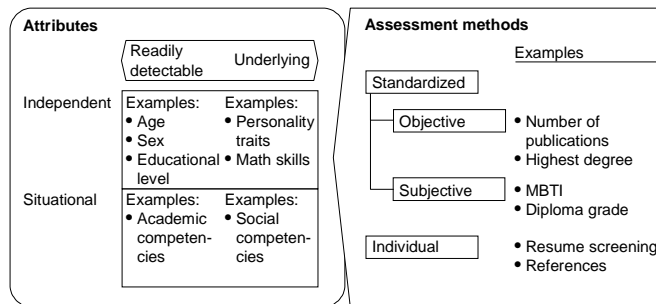 Attributes
Readily detectable
Underlying
Independent
Examples:
• Age
• Sex
• Educational level
Examples:
• Personality traits
• Math skills
Situational
Examples:
• Academic competen-
cies
Examples:
• Social competen-
cies
Assessment methods
Examples
Standardized
Objective
• Number of publications
• Highest degree
Subjective
• MBTI
• Diploma grade
Individual
• Resume screening
• References